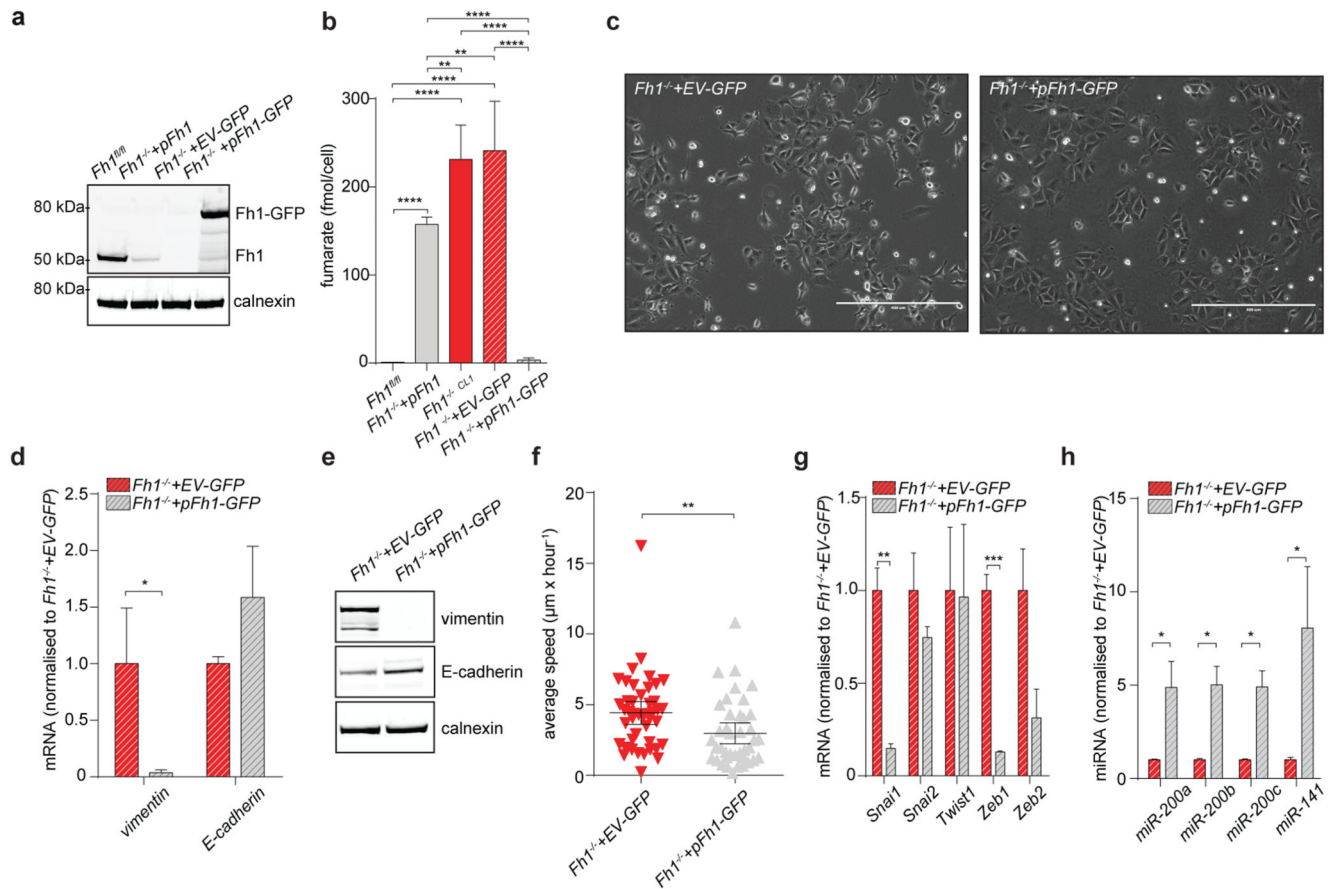 a
Fh1fl/fl
Fh1-/-+pFh1
Fh1-/-+EV-GFP
Fh1-/-+pFh1-GFP
80 kDa
Fh1-GFP
50 kDa
Fh1
80 kDa
calnexin
b
****
****
** ****
**
****
****
****
fumarate (fmol/cell)
300
200
100
0
Fh1fl/fl
Fh1-/-+pFh1
Fh1-/- CL1
Fh1-/-+EV-GFP
Fh1-/-+pFh1-GFP
c
Fh1-/-+EV-GFP
400 µm
Fh1-/-+pFh1-GFP
400 µm
d
Fh1-/-+EV-GFP
Fh1-/-+pFh1-GFP
mRNA (normalised to Fh1-/-+EV-GFP)
2.5
2.0
1.5
1.0
0.5
0
*
vimentin
E-cadherin
e
Fh1-/-+EV-GFP
Fh1-/-+pFh1-GFP
vimentin
E-cadherin
calnexin
f
average speed (µm x hour-1)
20
15
10
5
0
**
Fh1-/-+EV-GFP
Fh1-/-+pFh1-GFP
g
Fh1-/-+EV-GFP
Fh1-/-+pFh1-GFP
mRNA (normalised to Fh1-/-+EV-GFP)
1.5
1.0
0.5
0
**
***
Snai1
Snai2
Twist1
Zeb1
Zeb2
h
Fh1-/-+EV-GFP
Fh1-/-+pFh1-GFP
miRNA (normalised to Fh1-/-+EV-GFP)
15
10
5
0
*
*
*
*
miR-200a
miR-200b
miR-200c
miR-141